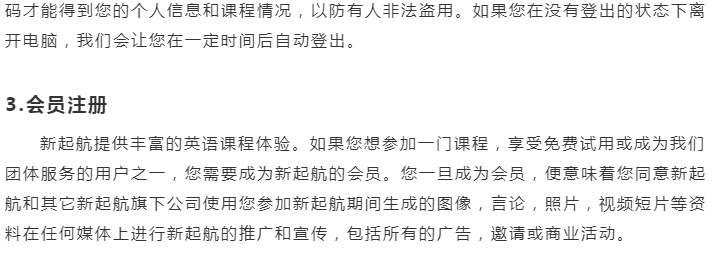 码才能得到您的个人信息和课程情况，以防有人非法盗用。如果您在没有登出的状态下离
开电脑，我们会让您在一定时间后自动登出。
3.会员注册
新起航提供丰富的英语课程体验。如果您想参加一门课程，享受免费试用或成为我们
团体服务的用户之一，您需要成为新起航的会员。您一旦成为会员，便意味着您同意新起
航和其它新起航旗下公司使用您参加新起航期间生成的图像，言论，照片，视频短片等资
料在任何媒体上进行新起航的推广和宣传，包括所有的广告，邀请或商业活动。